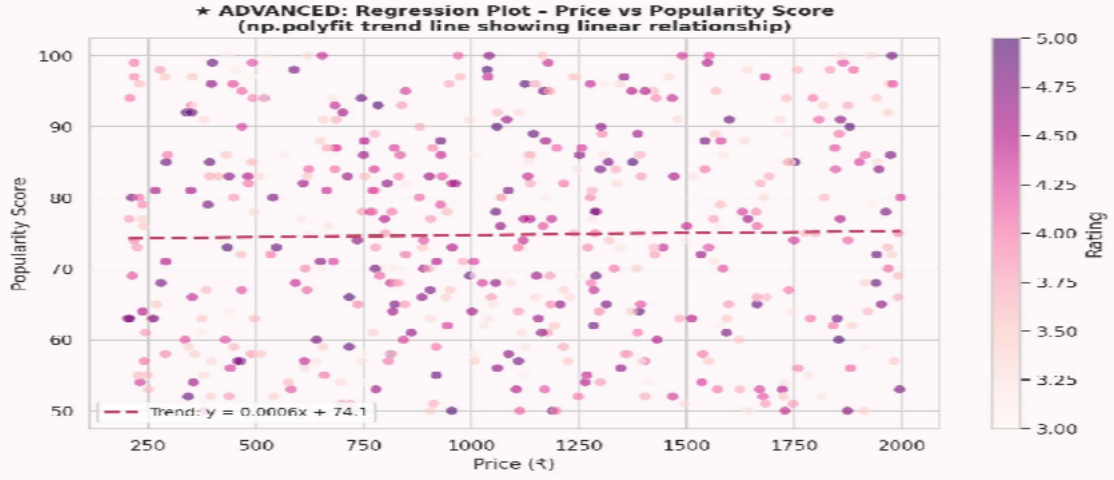 ★ ADVANCED: Regression Plot – Price vs Popularity Score
(np.polyfit trend line showing linear relationship)
Popularity Score
100
90
80
70
60
50
Trend: y = 0.0006x + 74.1
250 500 750 1000 1250 1500 1750 2000
Price (₹)
5.00
4.75
4.50
4.25
4.00
3.75
3.50
3.25
3.00
Rating